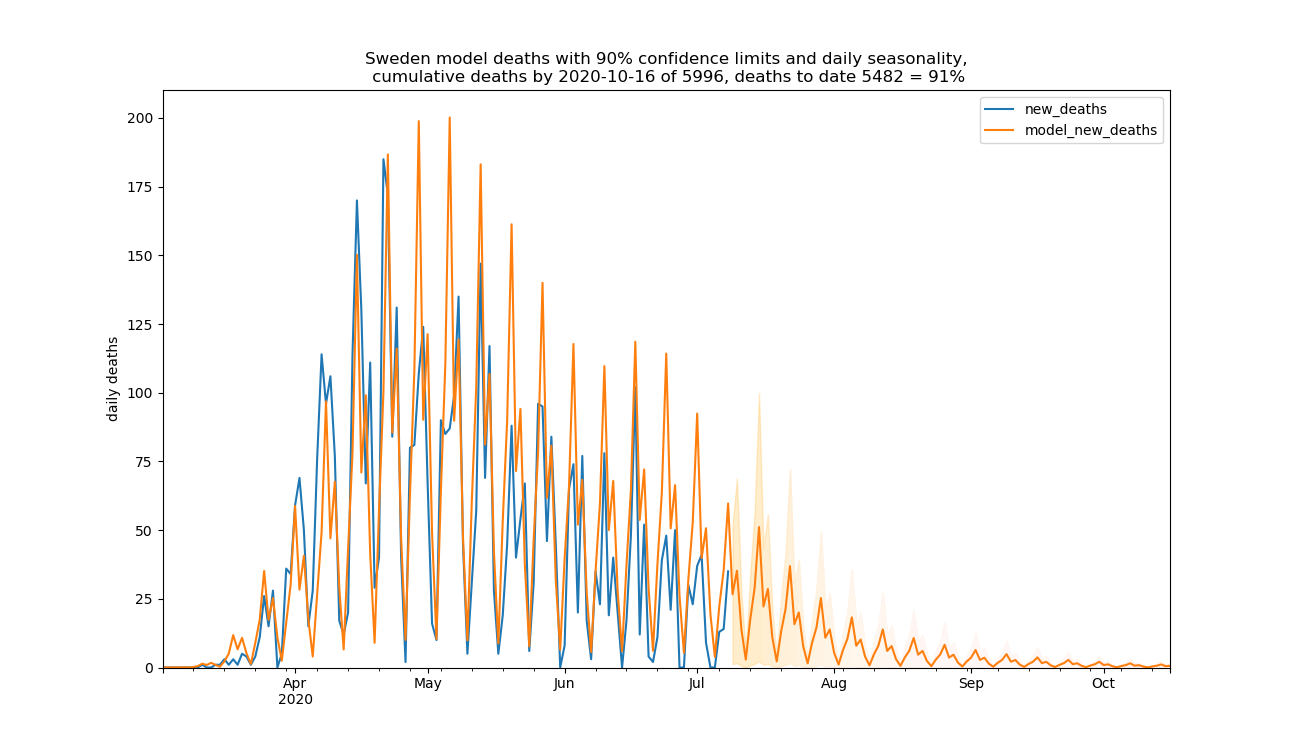 Sweden model deaths with 90% confidence limits and daily seasonality,
cumulative deaths by 2020-10-16 of 5996, deaths to date 5482 = 91%
new_deaths
model_new_deaths
daily deaths
200
175
150
125
100
75
50
25
0
Apr
2020
May
Jun
Jul
Aug
Sep
Oct